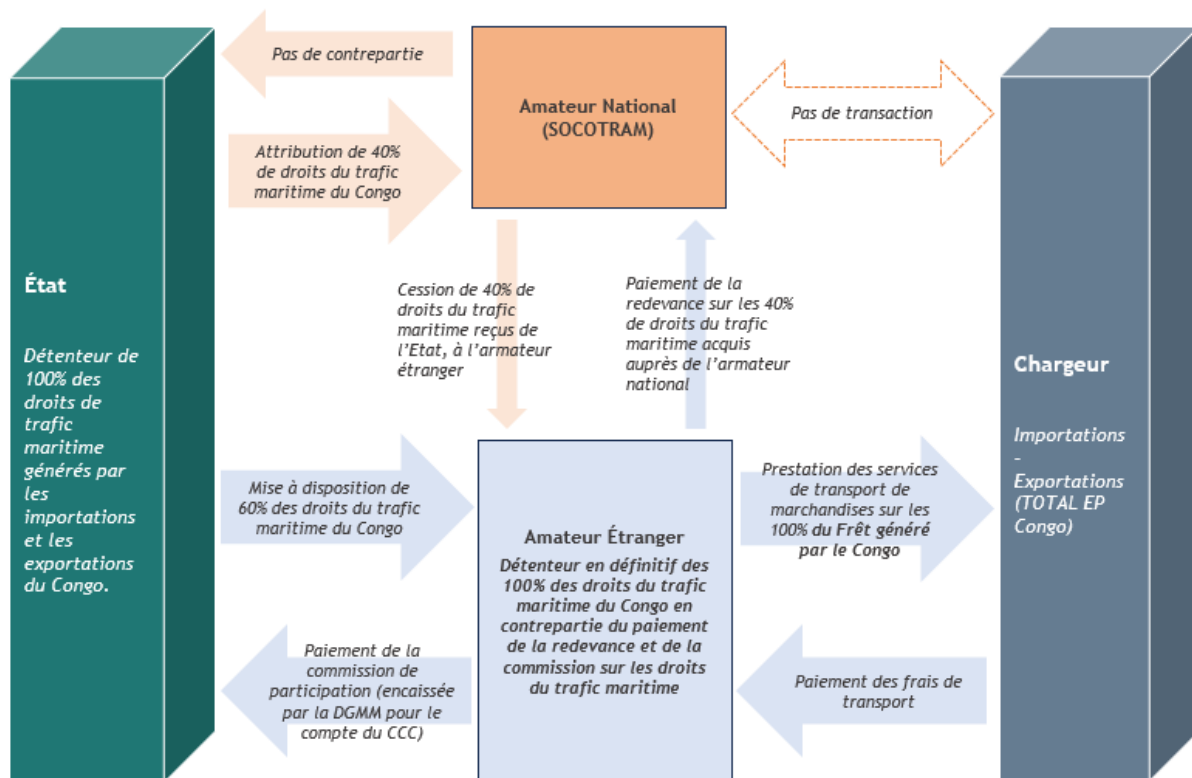 Pas de contrepartie
Amateur National
(SOCOTRAM)
Pas de transaction
Attribution de 40%
de droits du trafic
maritime du Congo
État
Détenteur de
100% des
droits de
trafic
maritime
générés par
les
importations
et les
exportations
du Congo.
Cession de 40% de
droits du trafic
maritime reçus de
l’Etat, à l’armateur
étranger
Paiement de la
redevance sur les 40%
de droits du trafic
maritime acquis
auprès de l’armateur
national
Chargeur
Importations
-
Exportations
(TOTAL EP
Congo)
Mise à disposition de
60% des droits du trafic
maritime du Congo
Amateur Étranger
Détenteur en définitif des
100% des droits du trafic
maritime du Congo en
contrepartie du paiement
de la redevance et de la
commission sur les droits
du trafic maritime
Prestation des services
de transport de
marchandises sur les
100% du Frêt généré
par le Congo
Paiement de la
commission de
participation (encaissée
par la DGMM pour le
compte du CCC)
Paiement des frais de
transport